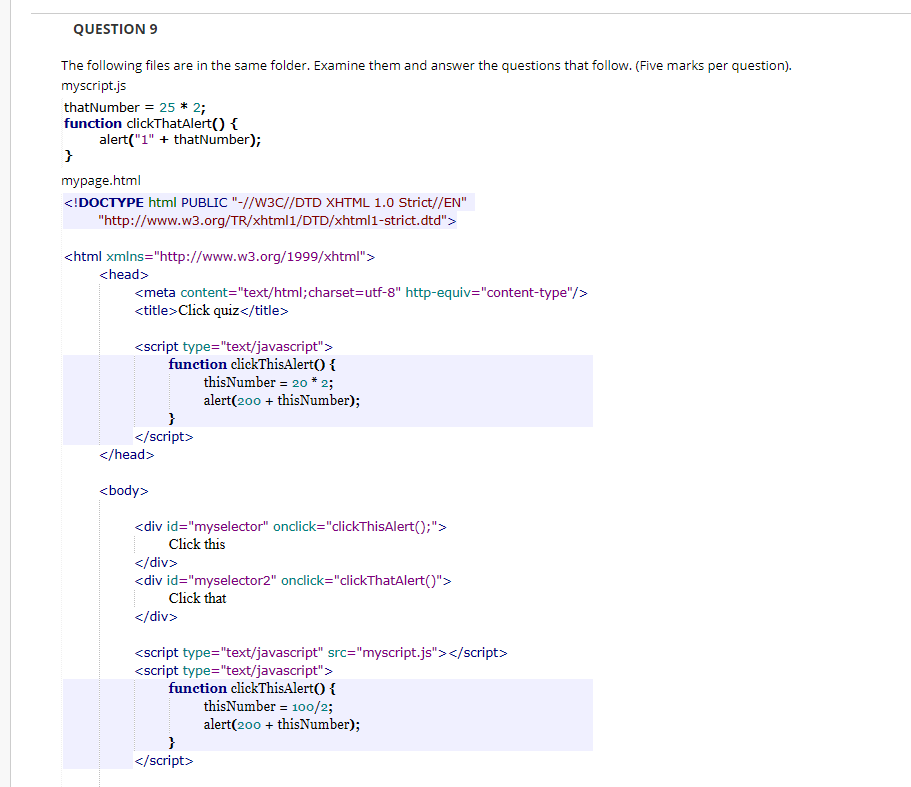 QUESTION 9
The following files are in the same folder. Examine them and answer the questions that follow. (Five marks per question).
myscript.js
thatNumber = 25 * 2;
function clickThatAlert() {
alert("1" + thatNumber);
}
mypage.html
<!DOCTYPE html PUBLIC "-//W3C//DTD XHTML 1.0 Strict//EN"
"http://www.w3.org/TR/xhtml1/DTD/xhtml1-strict.dtd">
<html xmlns="http://www.w3.org/1999/xhtml">
<head>
<meta content="text/html;charset=utf-8" http-equiv="content-type"/>
<title>Click quiz</title>
<script type="text/javascript">
function clickThisAlert() {
thisNumber = 20 * 2;
alert(200 + thisNumber);
}
</script>
</head>
<body>
<div id="myselector" onclick="clickThisAlert();">
Click this
</div>
<div id="myselector2" onclick="clickThatAlert()">
Click that
</div>
<script type="text/javascript" src="myscript.js"></script>
<script type="text/javascript">
function clickThisAlert() {
thisNumber = 100/2;
alert(200 + thisNumber);
}
</script>